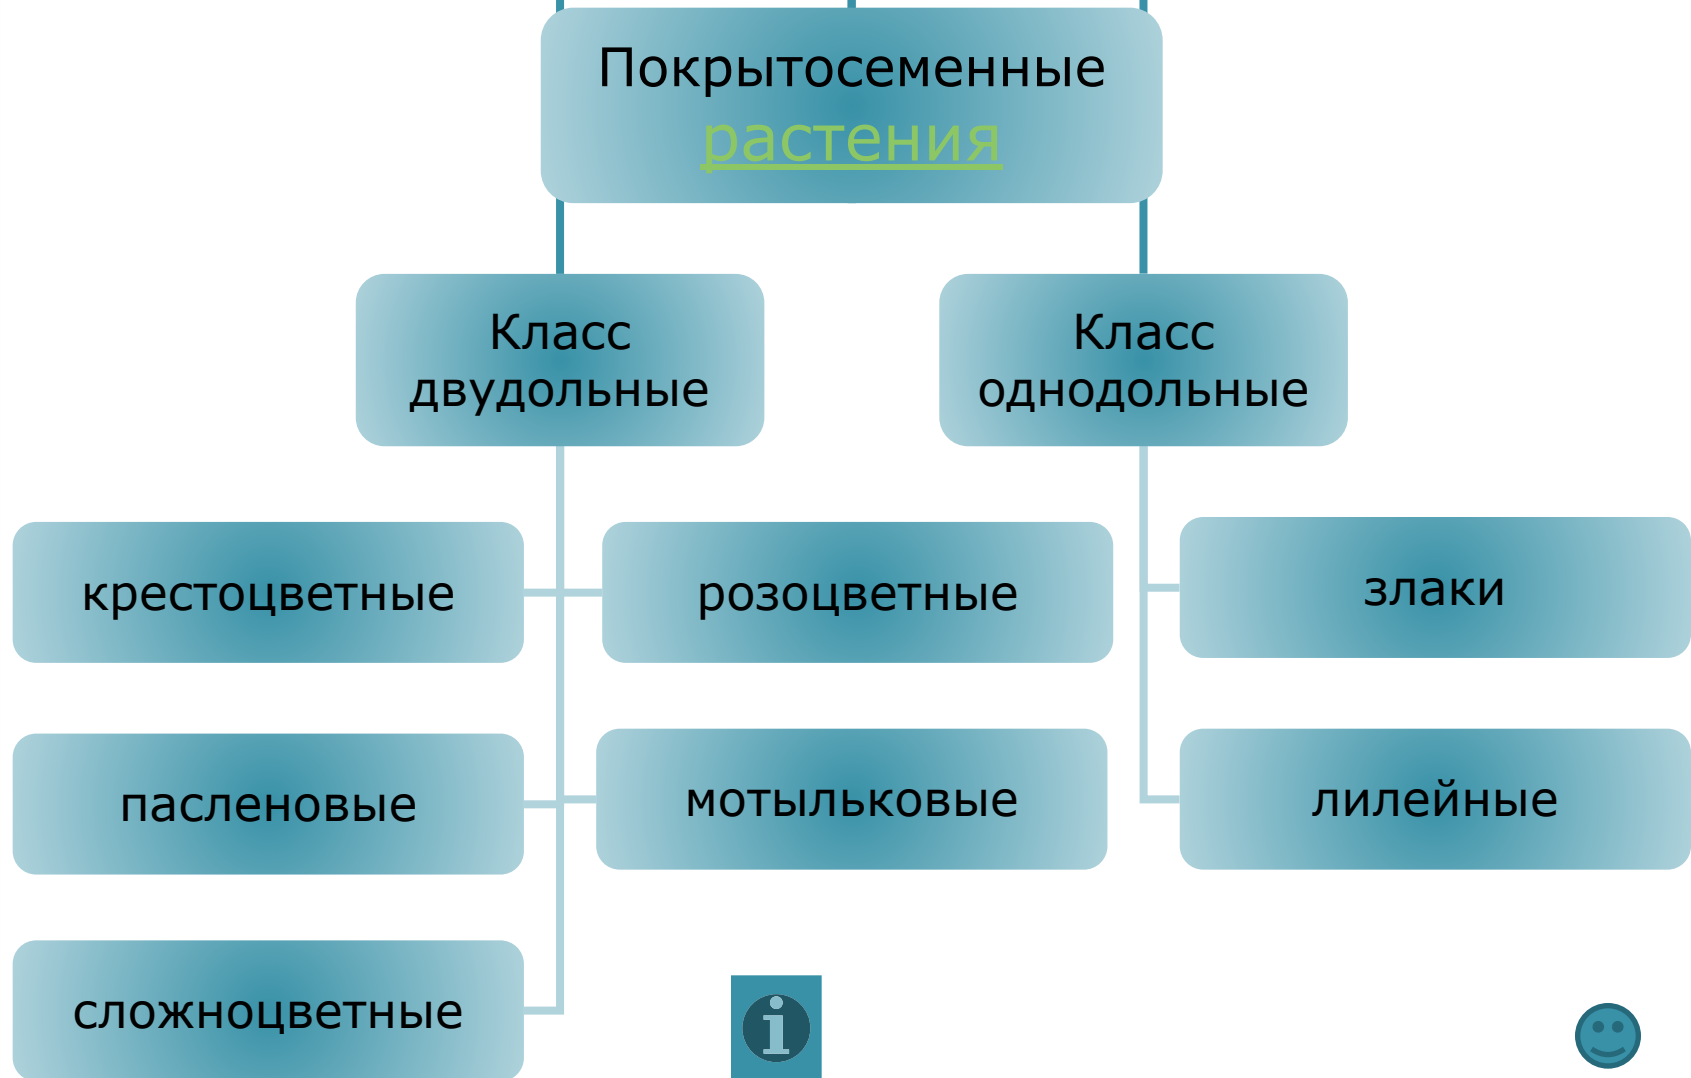 Покрытосеменные
растения
Класс
двудольные
Класс
однодольные
крестоцветные
розоцветные
злаки
пасленовые
мотыльковые
лилейные
сложноцветные